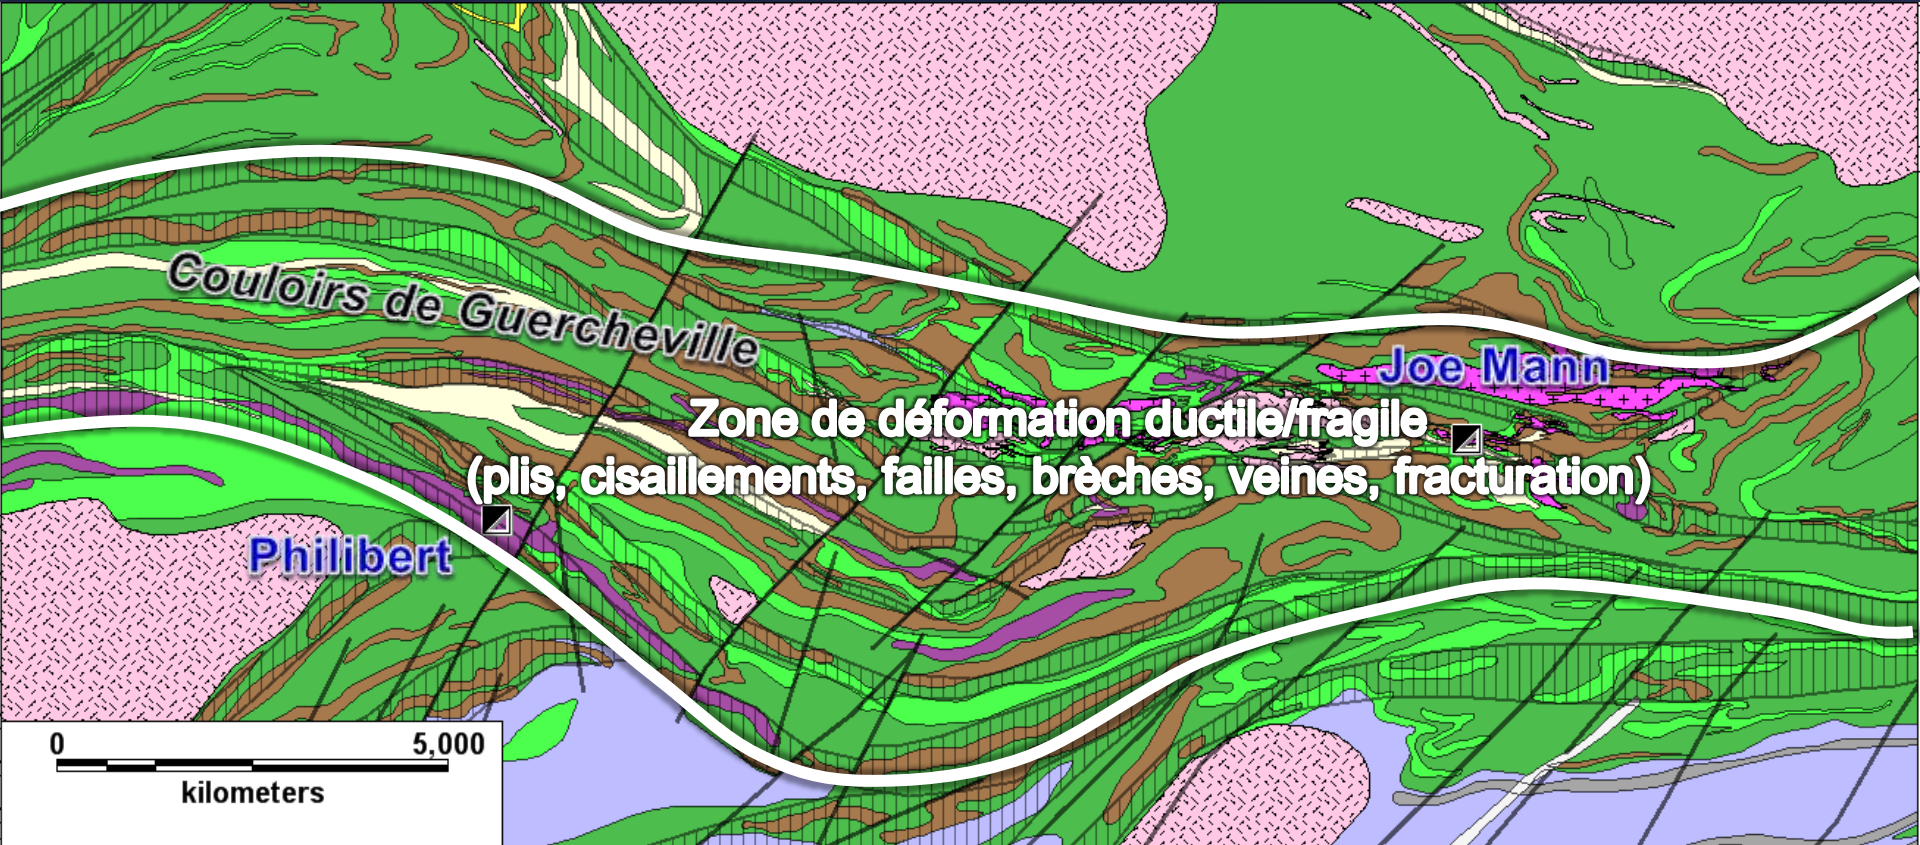 Couloirs de Guercheville
Joe Mann
Zone de déformation ductile/fragile
(plis, cisaillements, failles, brèches, veines, fracturation)
Philibert
0 5,000
kilometers